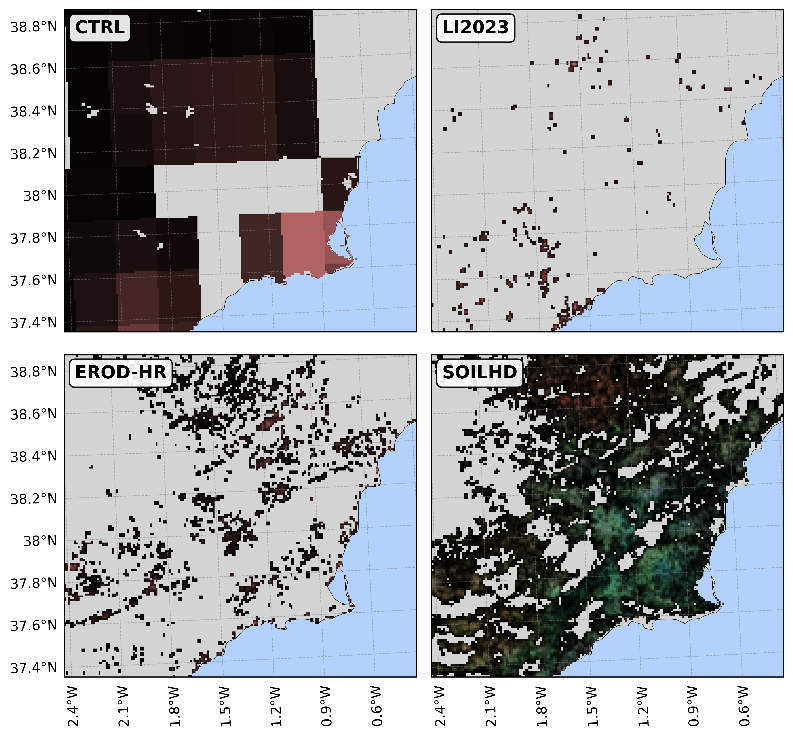 CTRL
LI2023
38.8°N
38.6°N
38.4°N
38.2°N
38°N
37.8°N
37.6°N
37.4°N
EROD-HR
SOILHD
38.8°N
38.6°N
38.4°N
38.2°N
38°N
37.8°N
37.6°N
37.4°N
2.4°W
2.1°W
1.8°W
1.5°W
1.2°W
0.9°W
0.6°W
2.4°W
2.1°W
1.8°W
1.5°W
1.2°W
0.9°W
0.6°W